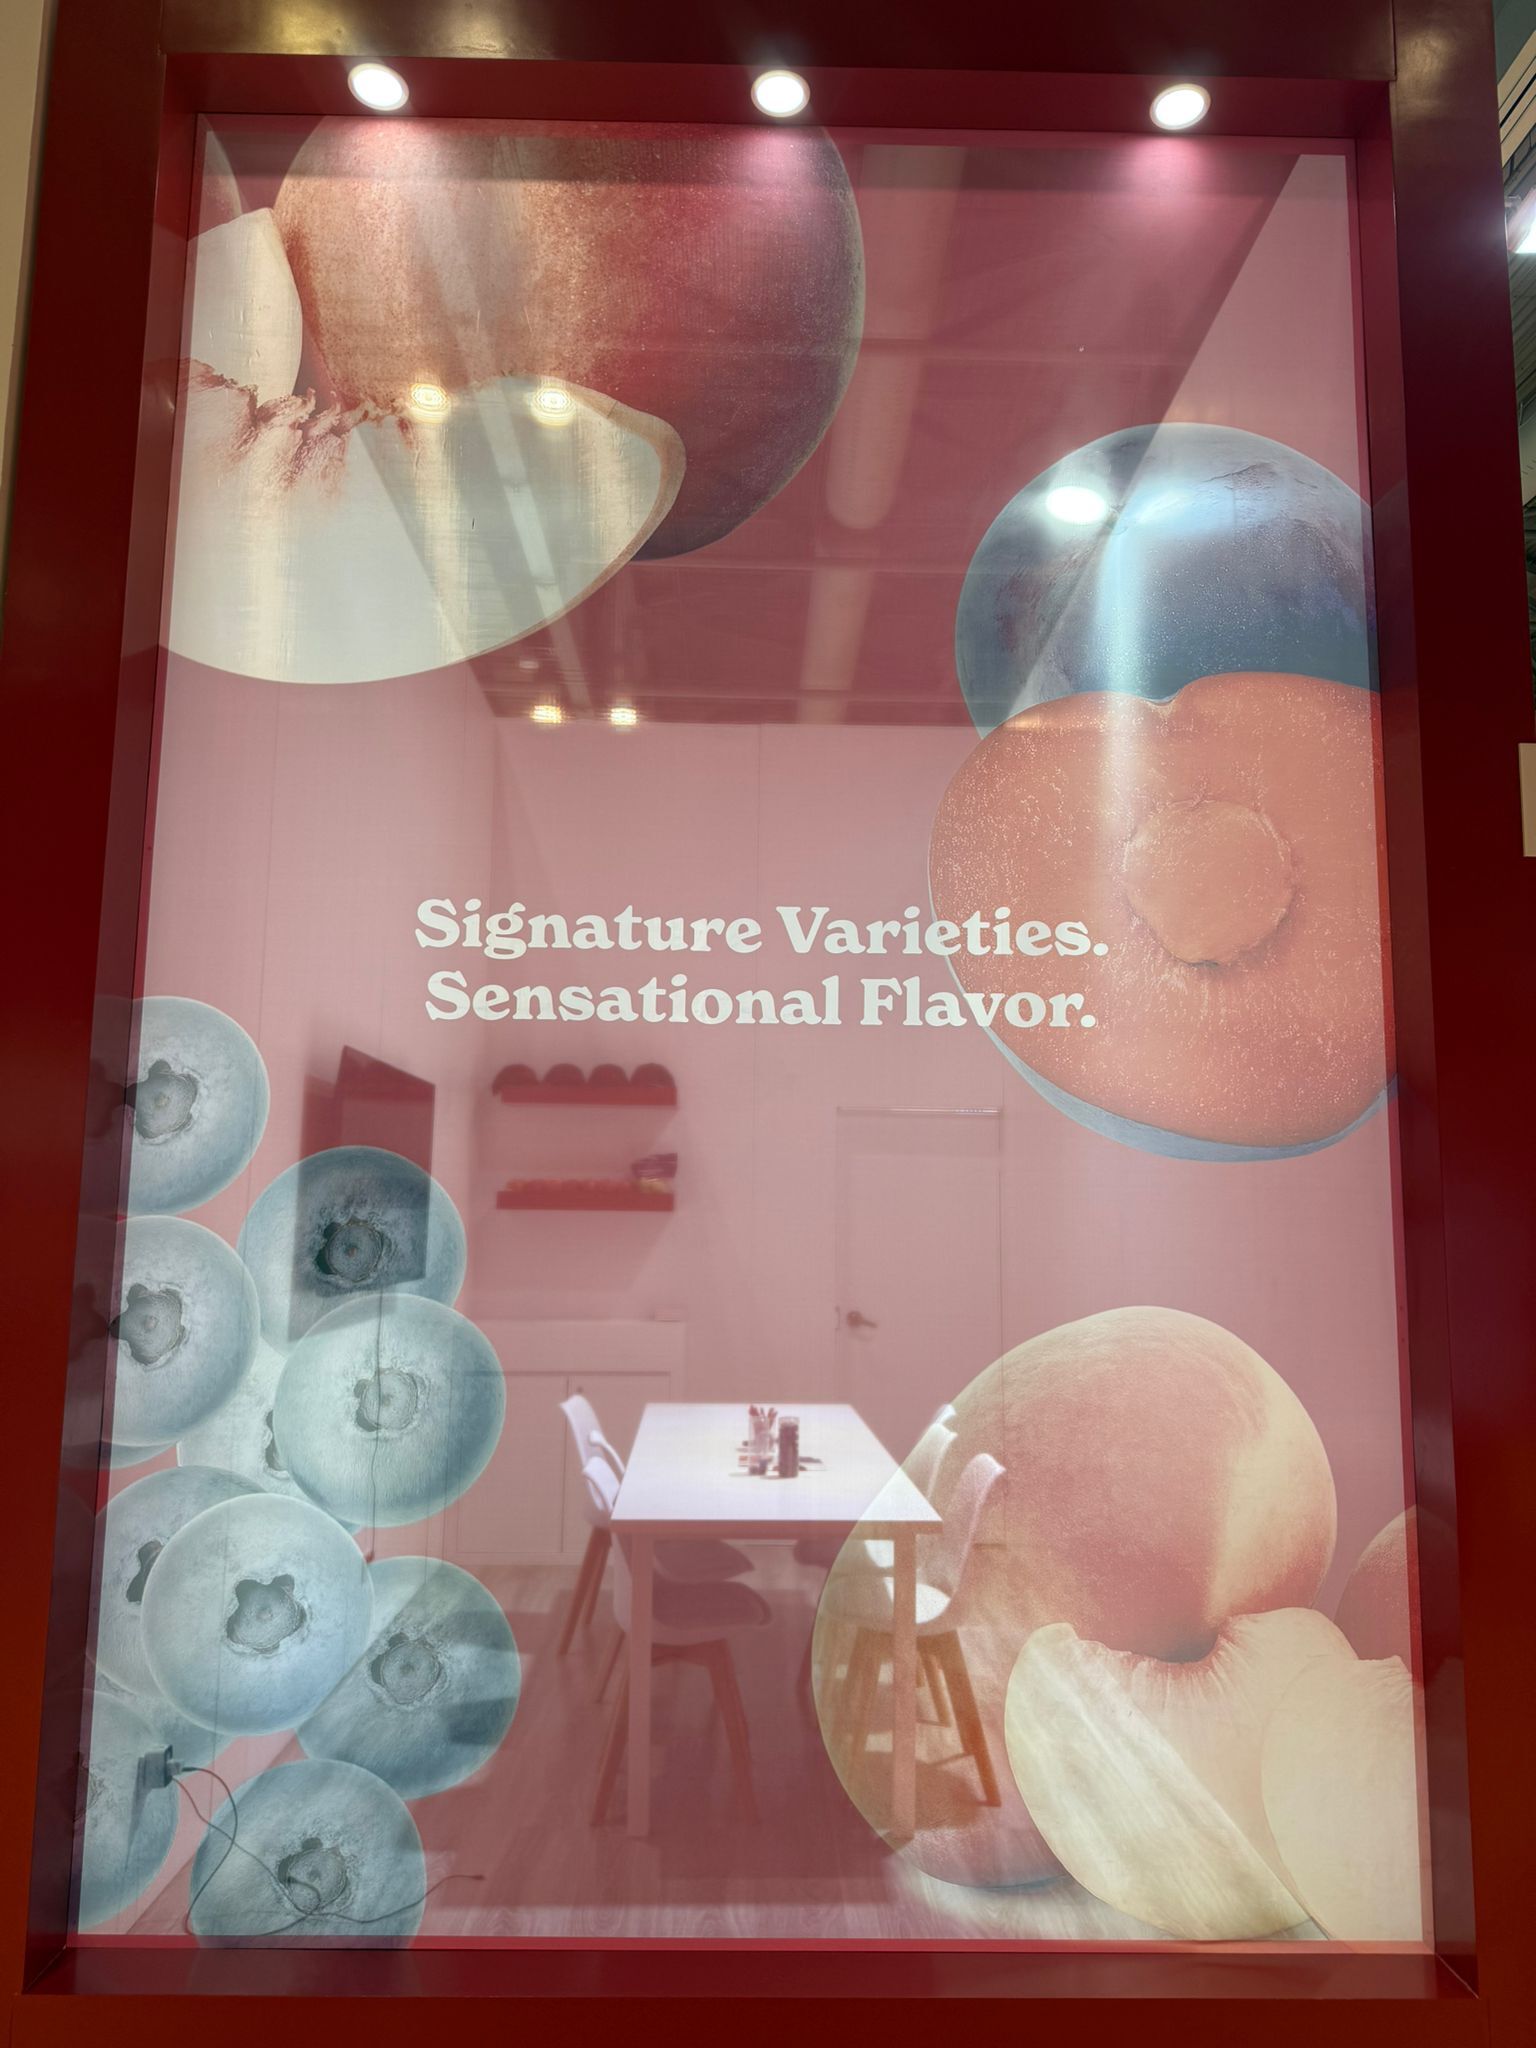 Signature Varieties.
Sensational Flavor.